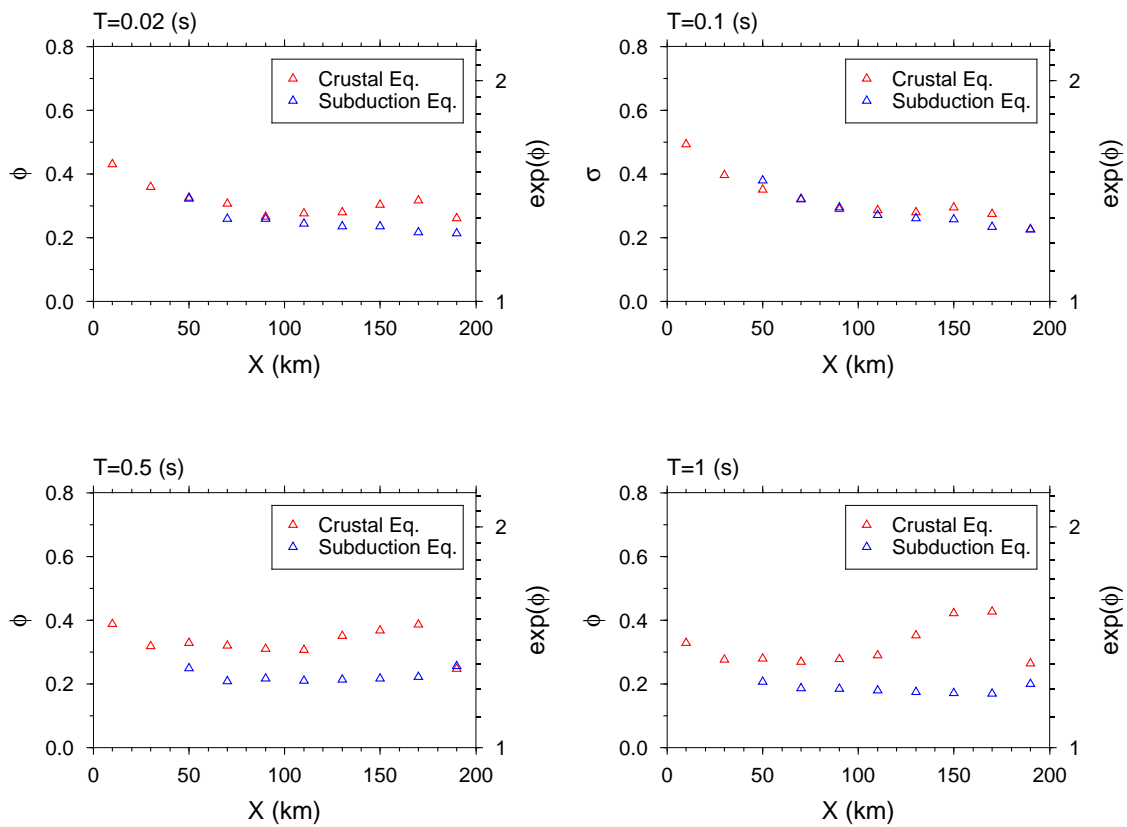 T=0.02 (s)
0.8
0.6
0.4
0.2
0.0
ϕ
Crustal Eq.
Subduction Eq.
2
1
exp(ϕ)
0 50 100 150 200
X (km)
T=0.1 (s)
0.8
0.6
0.4
0.2
0.0
σ
Crustal Eq.
Subduction Eq.
2
1
exp(ϕ)
0 50 100 150 200
X (km)
T=0.5 (s)
0.8
0.6
0.4
0.2
0.0
ϕ
Crustal Eq.
Subduction Eq.
2
1
exp(ϕ)
0 50 100 150 200
X (km)
T=1 (s)
0.8
0.6
0.4
0.2
0.0
ϕ
Crustal Eq.
Subduction Eq.
2
1
exp(ϕ)
0 50 100 150 200
X (km)